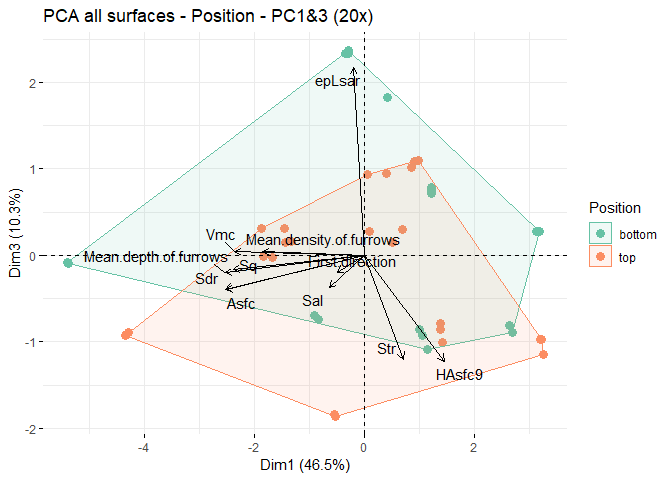 PCA all surfaces - Position - PC1&3 (20x)
2
1
0
-1
-2
Dim3 (10.3%)
epLsar
Vmc
Mean.density.of.furrows
Mean.depth.of.furrows
Sq
First.direction
Sdr
Asfc
Sal
Str
HAsfc9
-4
-2
0
2
Dim1 (46.5%)
Position
bottom
top